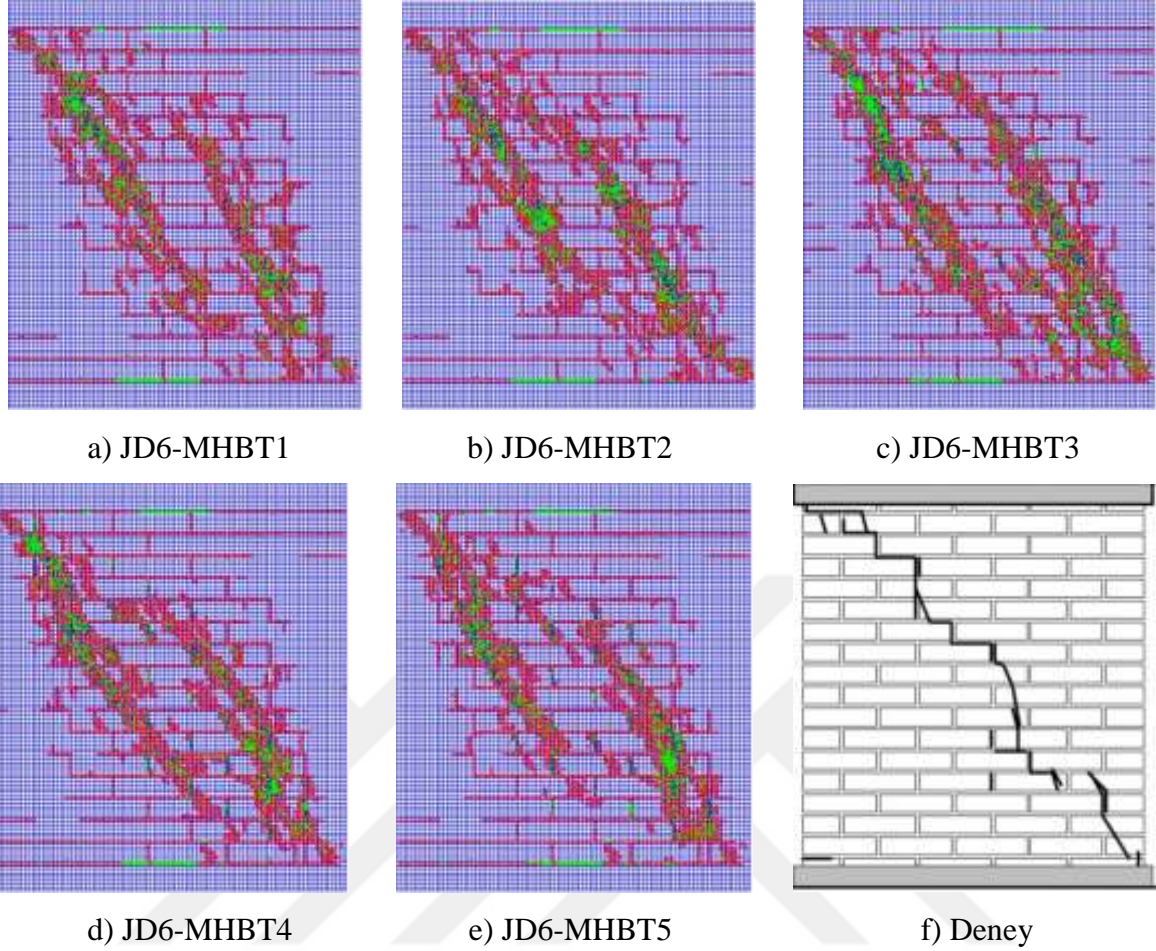 a) JD6-MHBT1
b) JD6-MHBT2
c) JD6-MHBT3
d) JD6-MHBT4
e) JD6-MHBT5
f) Deney